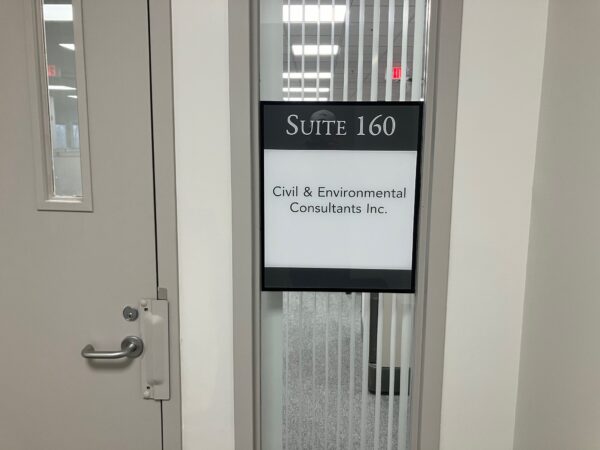 SUITE 160
Civil & Environmental
Consultants Inc.